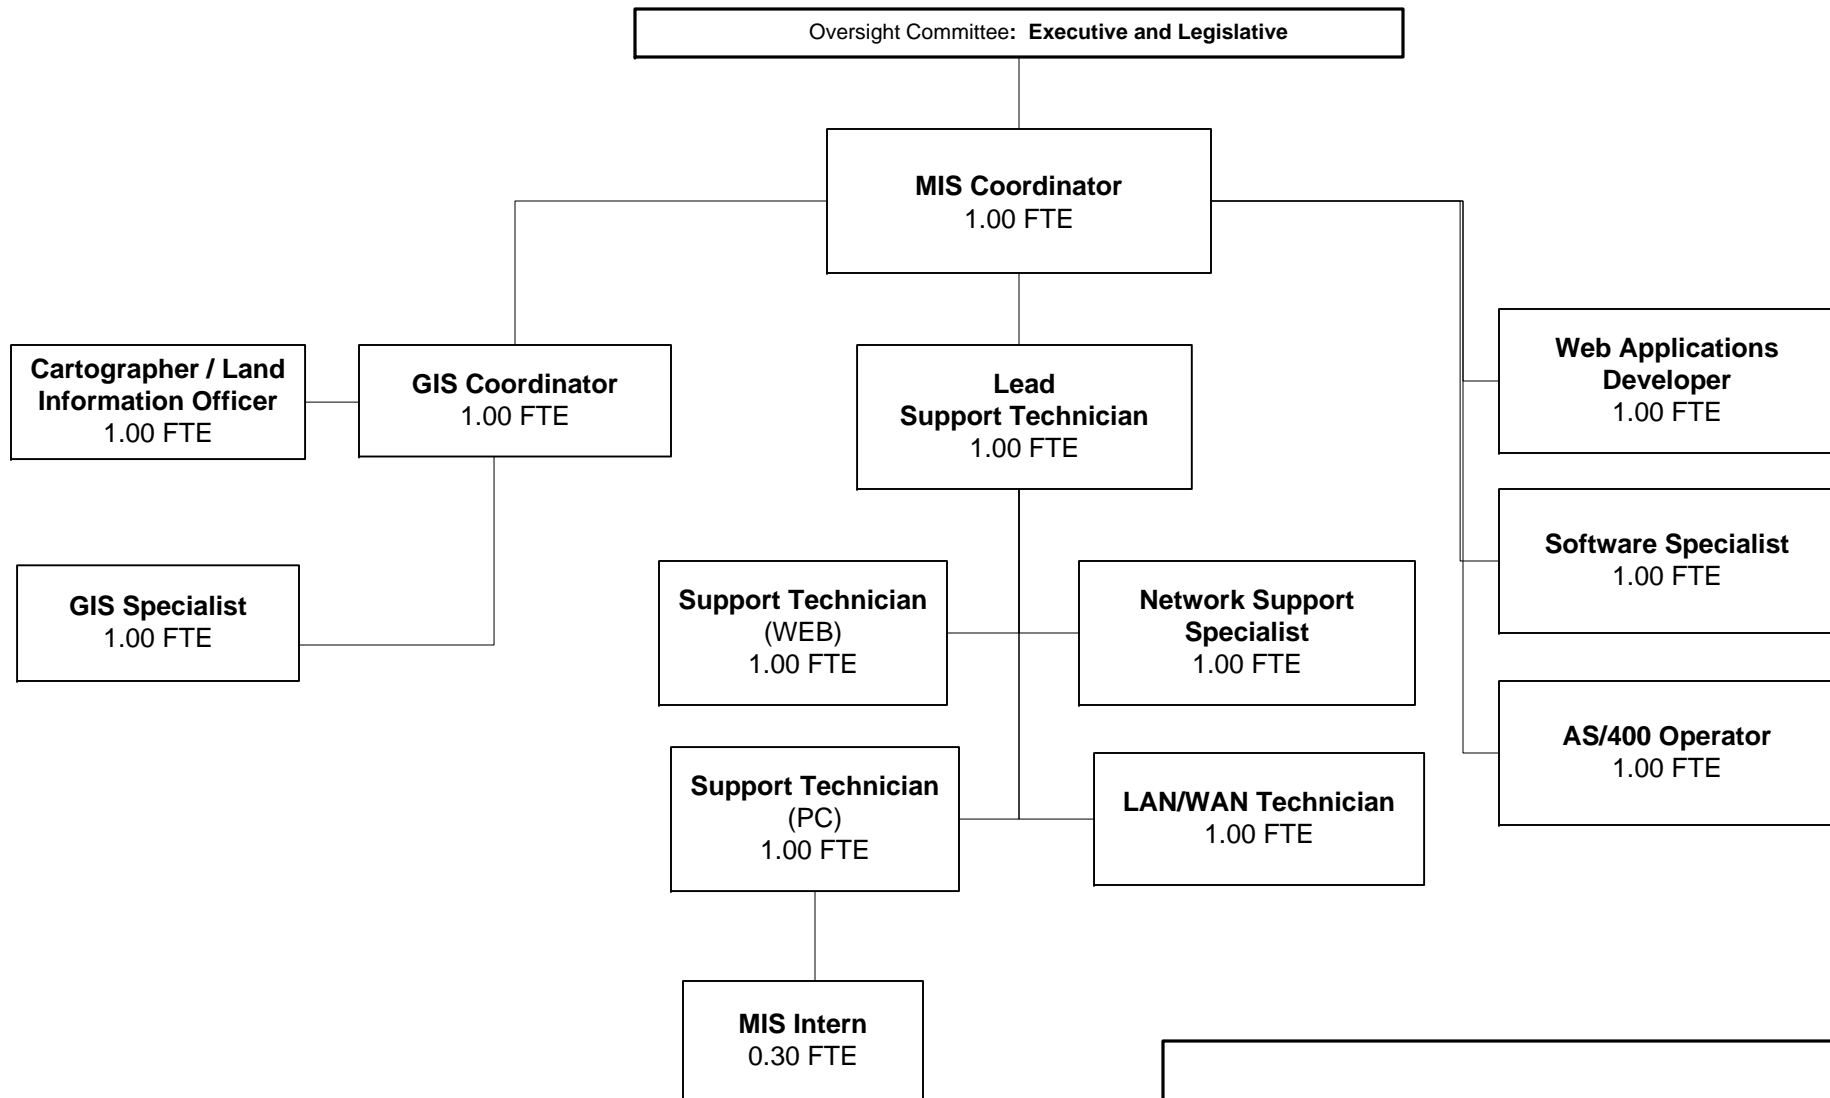 Oversight Committee: Executive and Legislative
MIS Coordinator
1.00 FTE
Cartographer / Land
Information Officer
1.00 FTE
GIS Coordinator
1.00 FTE
Lead
Support Technician
1.00 FTE
Web Applications
Developer
1.00 FTE
GIS Specialist
1.00 FTE
Support Technician
(WEB)
1.00 FTE
Network Support
Specialist
1.00 FTE
Software Specialist
1.00 FTE
Support Technician
(PC)
1.00 FTE
LAN/WAN Technician
1.00 FTE
AS/400 Operator
1.00 FTE
MIS Intern
0.30 FTE